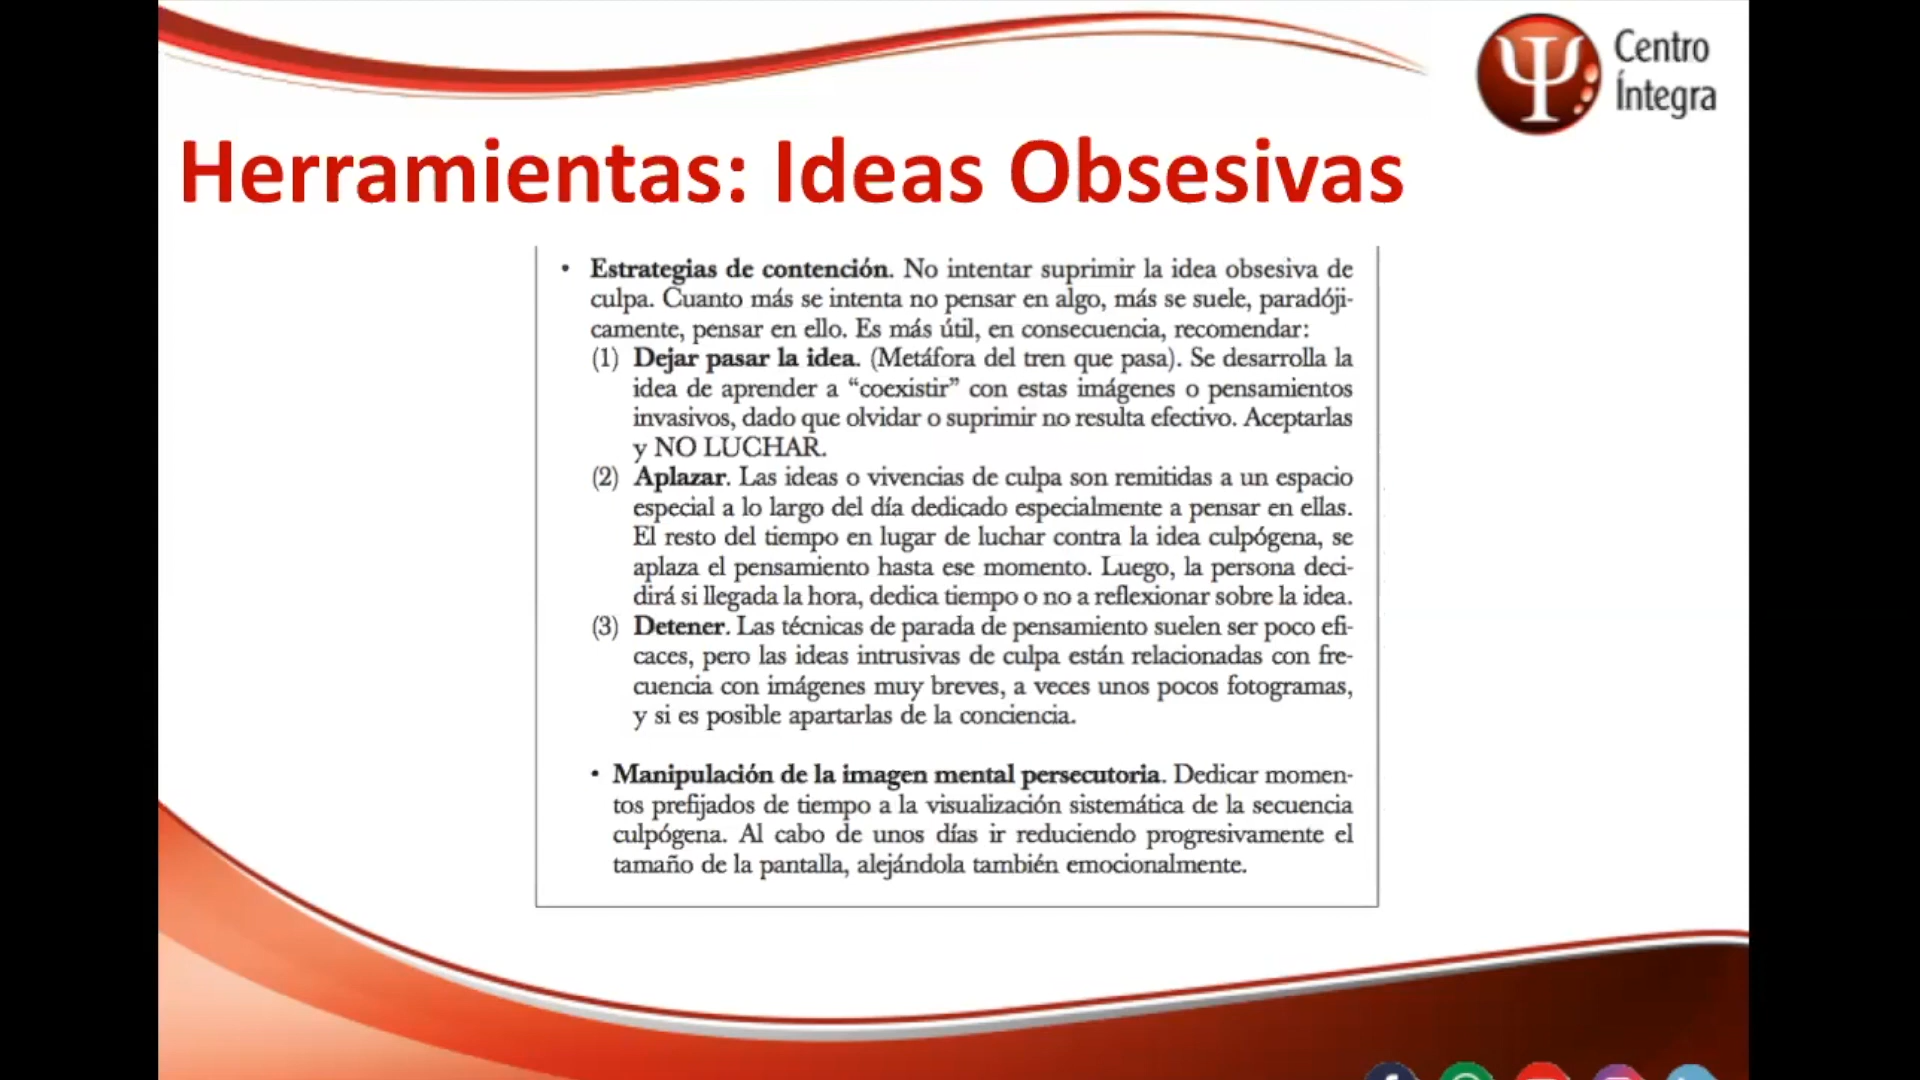 Centro
Íntegra
Herramientas: Ideas Obsesivas
• Estrategias de contención. No intentar suprimir la idea obsesiva de
culpa. Cuanto más se intenta no pensar en algo, más se suele, paradóji-
camente, pensar en ello. Es más útil, en consecuencia, recomendar:
(1) Dejar pasar la idea. (Metáfora del tren que pasa). Se desarrolla la
idea de aprender a “coexistir” con estas imágenes o pensamientos
invasivos, dado que olvidar o suprimir no resulta efectivo. Aceptarlas
y NO LUCHAR.
(2) Aplazar. Las ideas o vivencias de culpa son remitidas a un espacio
especial a lo largo del día dedicado especialmente a pensar en ellas.
El resto del tiempo en lugar de luchar contra la idea culpógena, se
aplaza el pensamiento hasta ese momento. Luego, la persona deci-
dirá si llegada la hora, dedica tiempo o no a reflexionar sobre la idea.
(3) Detener. Las técnicas de parada de pensamiento suelen ser poco efi-
caces, pero las ideas intrusivas de culpa están relacionadas con fre-
cuencia con imágenes muy breves, a veces unos pocos fotogramas,
y si es posible apartarlas de la conciencia.
• Manipulación de la imagen mental persecutoria. Dedicar momen-
tos prefijados de tiempo a la visualización sistemática de la secuencia
culpógena. Al cabo de unos días ir reduciendo progresivamente el
tamaño de la pantalla, alejándola también emocionalmente.